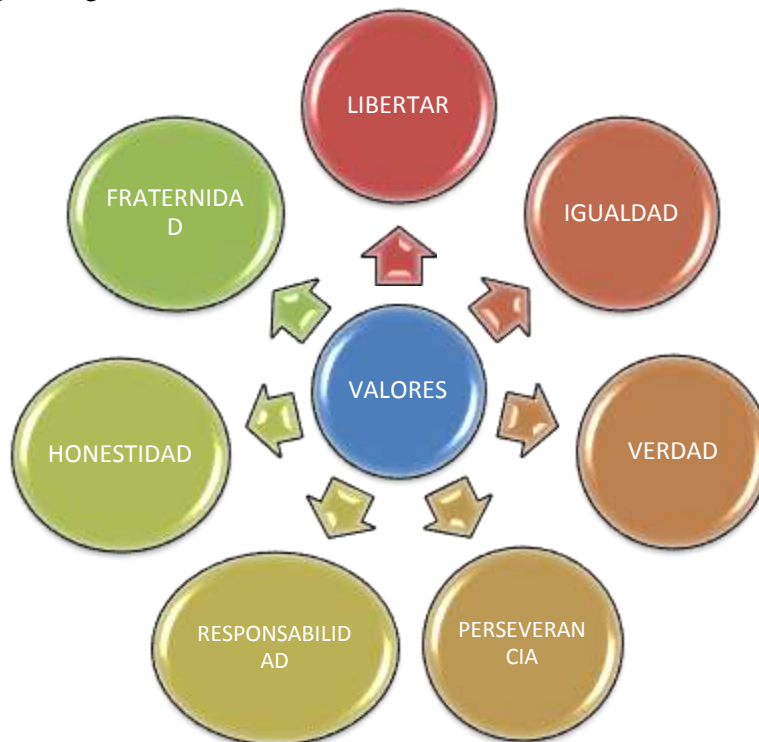 LIBERTAR
FRATERNIDA
D
IGUALDAD
VALORES
HONESTIDAD
VERDAD
RESPONSABILID
AD
PERSEVERAN
CIA